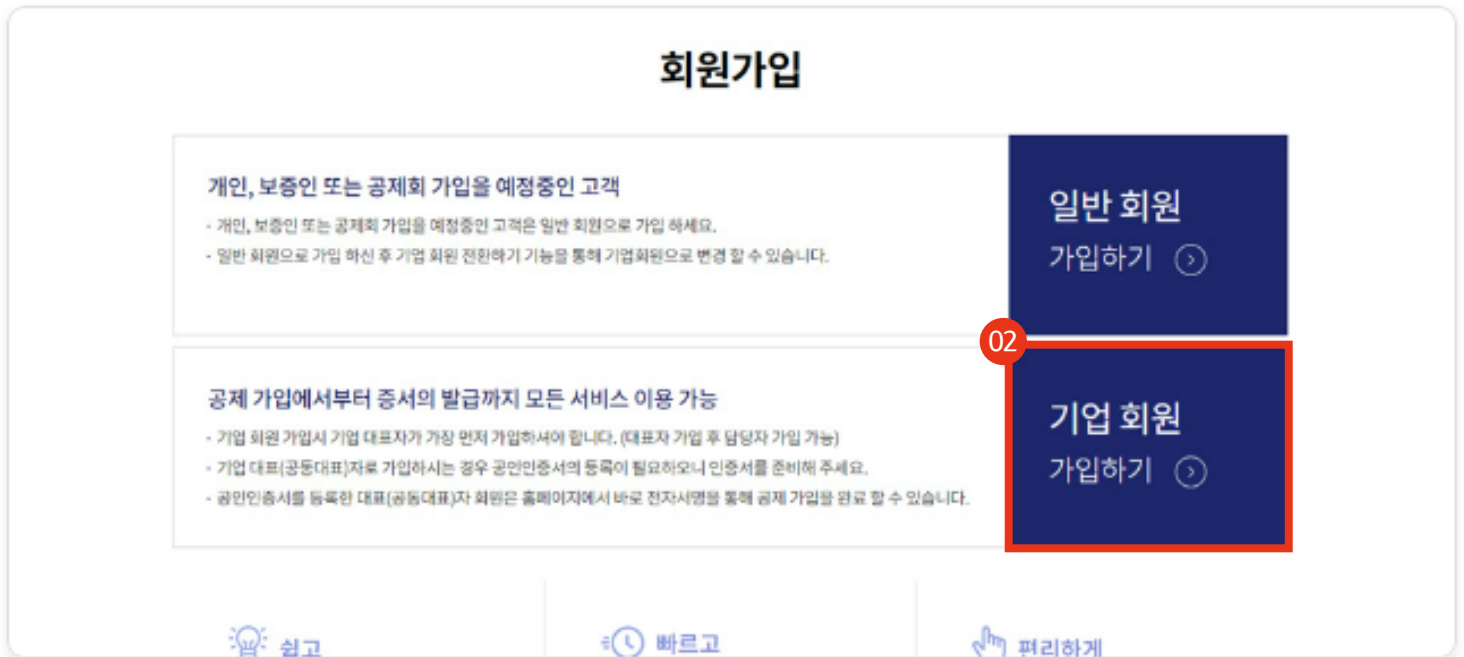 회원가입
개인, 보증인 또는 공제회 가입을 예정중인 고객
- 개인, 보증인 또는 공제회 가입을 예정중인 고객은 일반 회원으로 가입 하세요.
- 일반 회원으로 가입 하신 후 기업 회원 전환하기 기능을 통해 기업회원으로 변경 할 수 있습니다.
일반 회원
가입하기
02
공제 가입에서부터 증서의 발급까지 모든 서비스 이용 가능
- 기업 회원 가입시 기업 대표자가 가장 먼저 가입하셔야 합니다. (대표자 가입 후 담당자 가입 가능)
- 기업 대표(공동대표)자로 가입하시는 경우 공인인증서의 등록이 필요하오니 인증서를 준비해 주세요.
- 공인인증서를 등록한 대표(공동대표)자 회원은 홈페이지에서 바로 전자서명을 통해 공제 가입을 완료 할 수 있습니다.
기업 회원
가입하기
쉽고
빠르고
편리하게